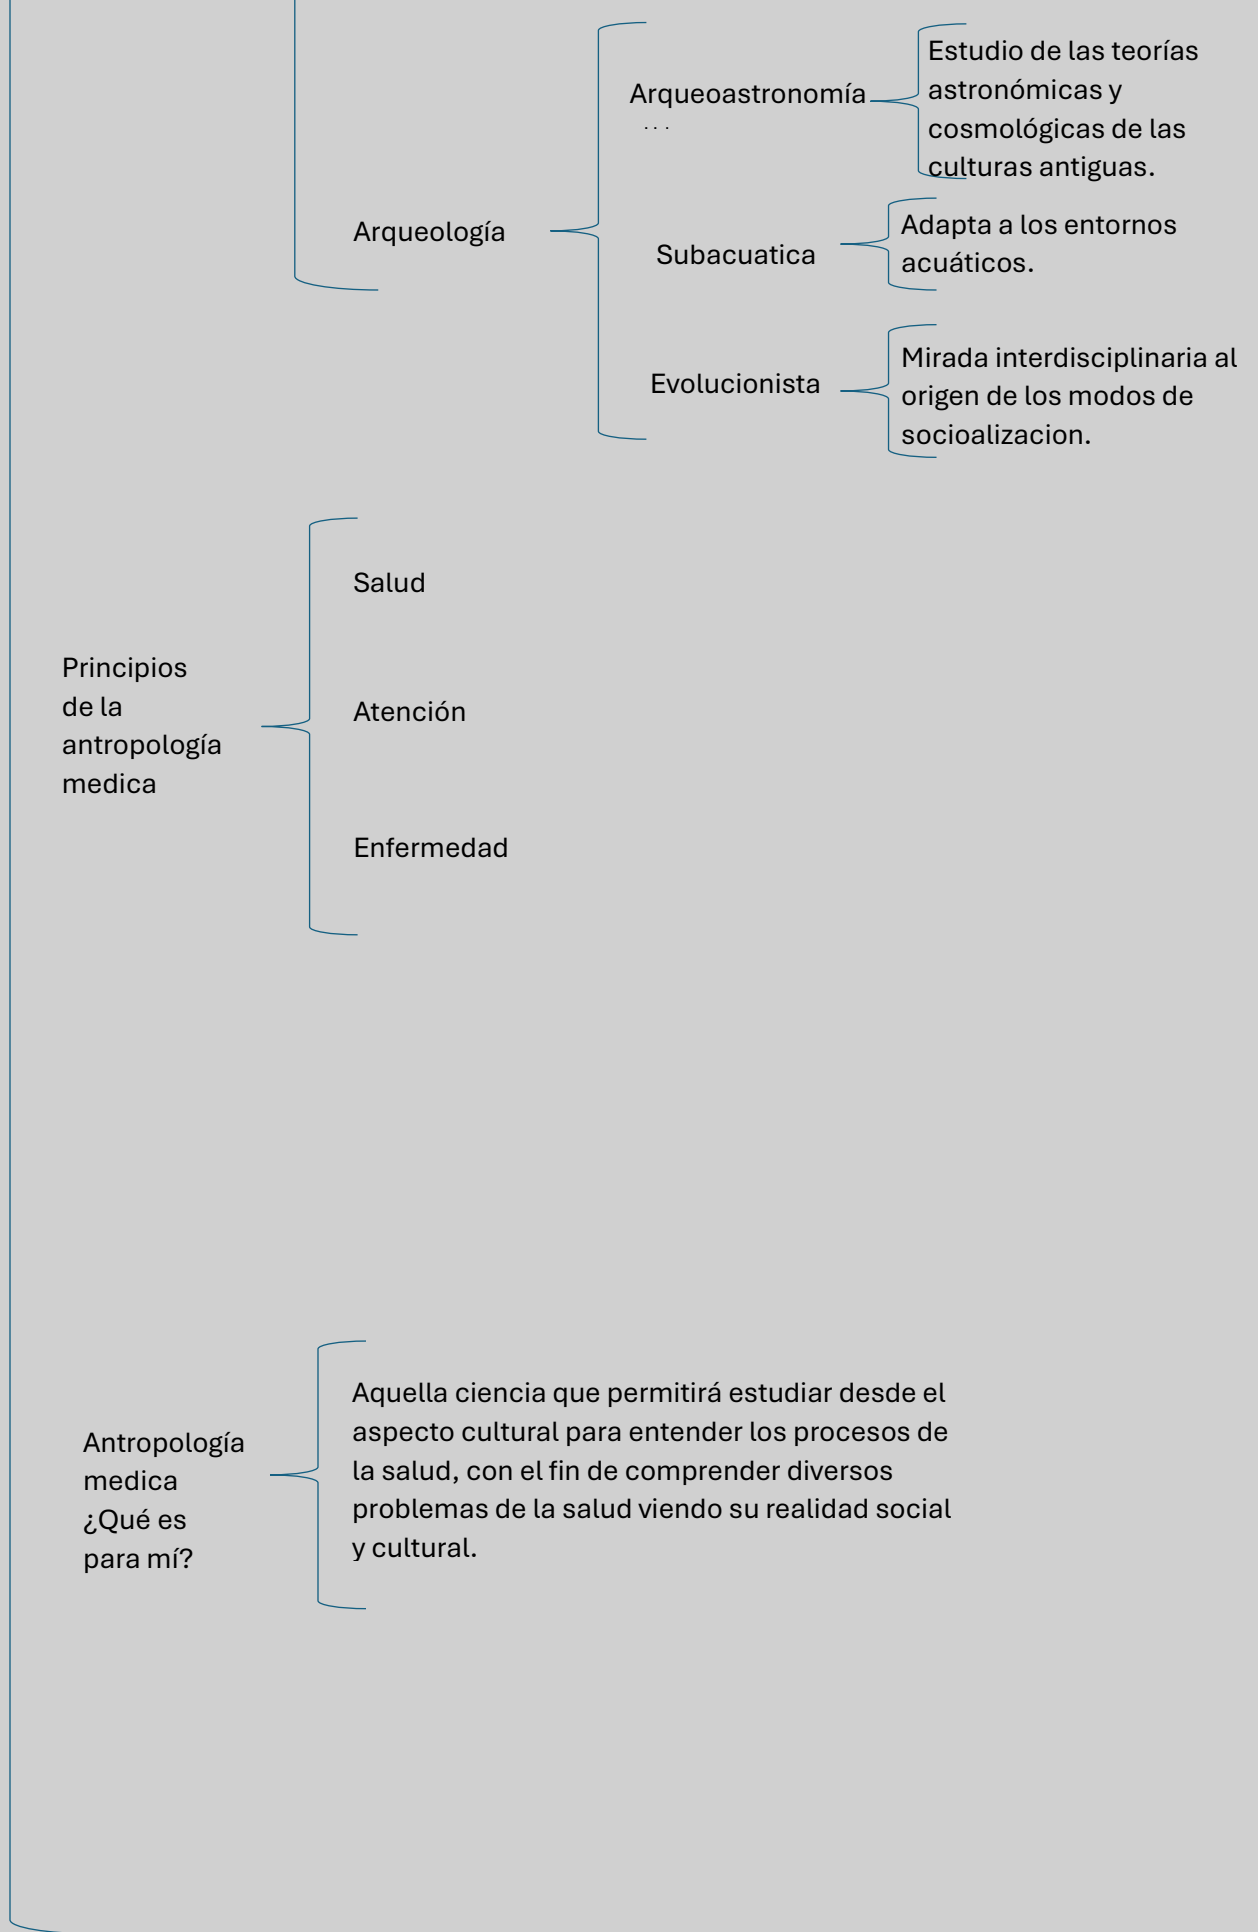 Arqueoastronomía
Estudio de las teorías
astronómicas y
cosmológicas de las
culturas antiguas.
Arqueología
Subacuatica
Adapta a los entornos
acuáticos.
Evolucionista
Mirada interdisciplinaria al
origen de los modos de
socioalizacion.
Principios
de la
antropología
medica
Salud
Atención
Enfermedad
Antropología
medica
¿Qué es
para mí?
Aquella ciencia que permitirá estudiar desde el
aspecto cultural para entender los procesos de
la salud, con el fin de comprender diversos
problemas de la salud viendo su realidad social
y cultural.